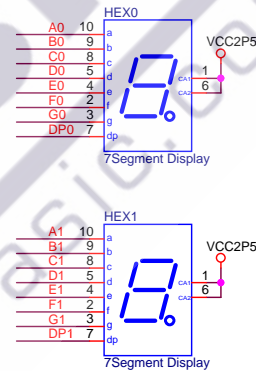 HEX0
VCC2P5
A0 10 a
B0 9 b
C0 8 c
D0 5 d
E0 4 e
F0 2 f
G0 3 g
DP0 7 dp
CA1 1
CA2 6
7Segment Display
HEX1
VCC2P5
A1 10 a
B1 9 b
C1 8 c
D1 5 d
E1 4 e
F1 2 f
G1 3 g
DP1 7 dp
CA1 1
CA2 6
7Segment Display